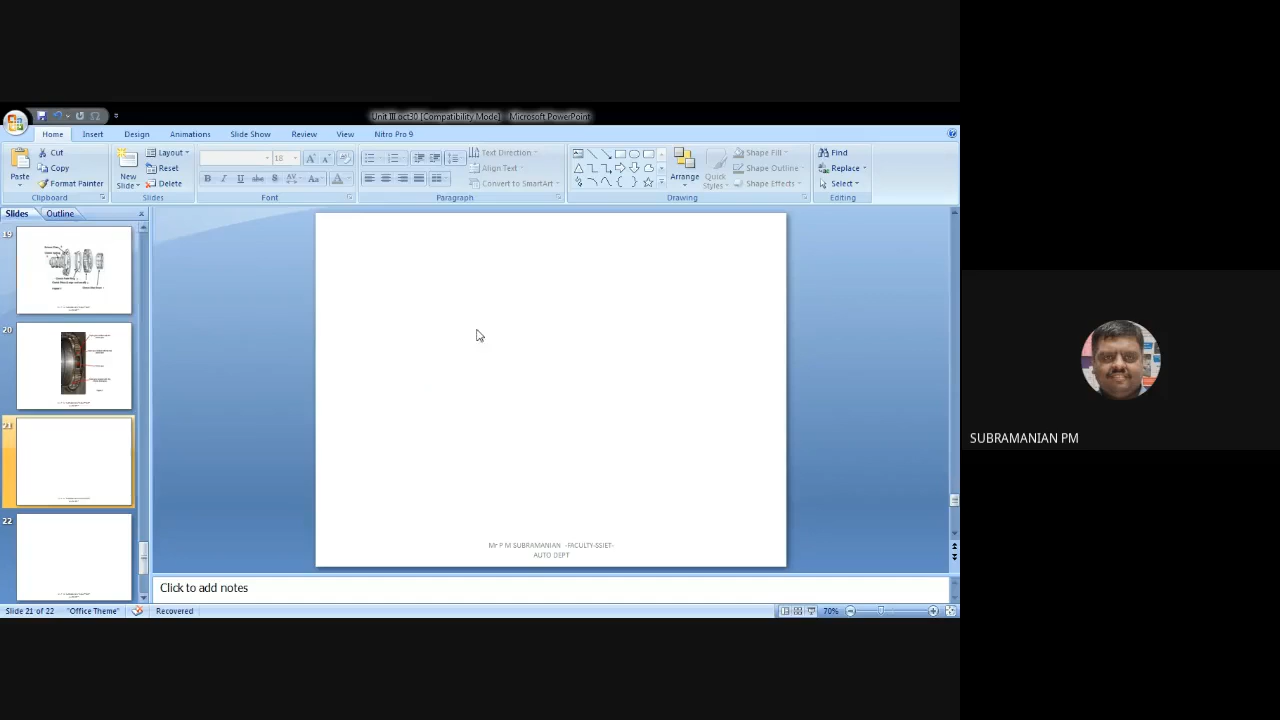 Unit III oct30 [Compatibility Mode] - Microsoft PowerPoint
Home Insert Design Animations Slide Show Review View Nitro Pro 9
Paste
Cut
Copy
Format Painter
Clipboard
New
Slide
Layout
Reset
Delete
Slides
18
B I U abc S AV Aa A
Font
Text Direction
Align Text
Convert to SmartArt
Paragraph
Arrange
Quick
Styles
Shape Fill
Shape Outline
Shape Effects
Drawing
Find
Replace
Select
Editing
Slides Outline
19
20
21
22
Mr P M SUBRAMANIAN -FACULTY-SSIET-
AUTO DEPT
Click to add notes
Slide 21 of 22 "Office Theme" Recovered 70%
SUBRAMANIAN PM